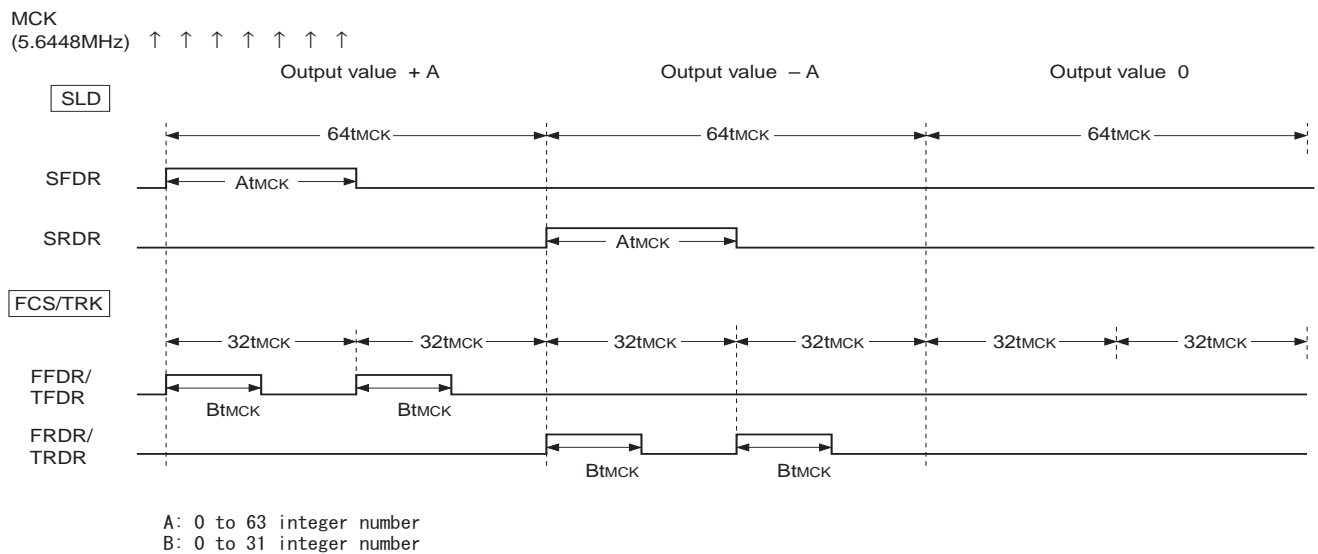 MCK
(5.6448MHz) ↑ ↑ ↑ ↑ ↑ ↑ ↑
Output value + A Output value – A Output value 0
SLD
64tMCK 64tMCK 64tMCK
SFDR AtMCK
SRDR AtMCK
FCS/TRK
32tMCK 32tMCK 32tMCK 32tMCK 32tMCK 32tMCK
FFDR/
TFDR
BtMCK BtMCK
FRDR/
TRDR
BtMCK BtMCK
A: 0 to 63 integer number
B: 0 to 31 integer number